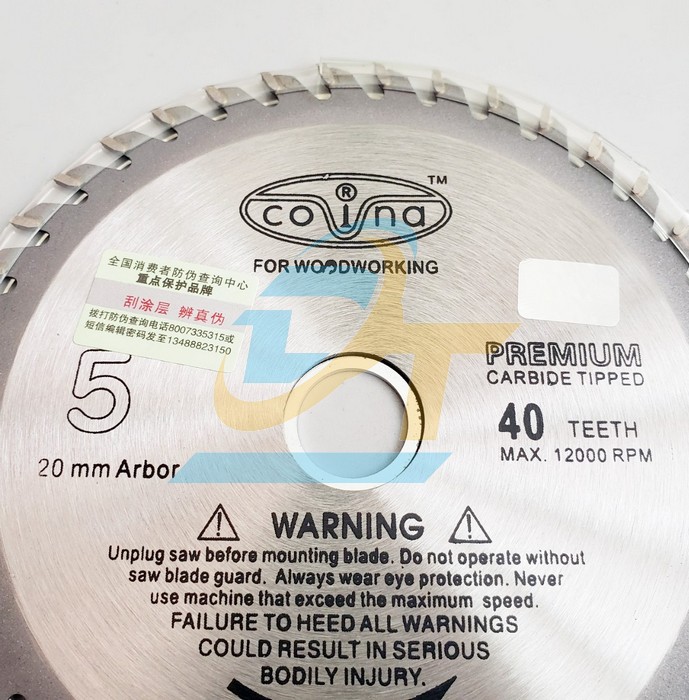 ®
covna™
FOR WOODWORKING
全国消费者防伪查询中心
重点保护品牌
刮涂层 辨真伪
拨打防伪查询电话8007335315或
短信编辑密码发至13488823150
5
20 mm Arbor
PREMIUM
CARBIDE TIPPED
40 TEETH
MAX. 12000 RPM
WARNING
Unplug saw before mounting blade. Do not operate without
saw blade guard. Always wear eye protection. Never
use machine that exceed the maximum speed.
FAILURE TO HEED ALL WARNINGS
COULD RESULT IN SERIOUS
BODILY INJURY.